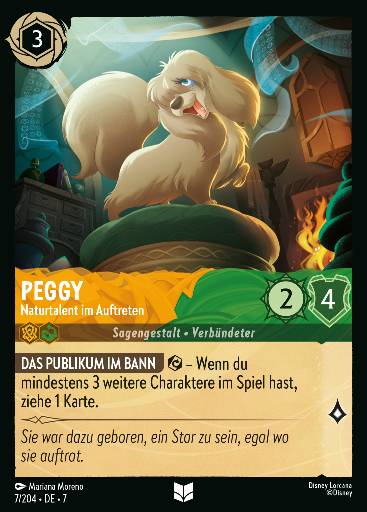 3
PEGGY
Naturtalent im Auftreten
2
4
Sagengestalt • Verbündeter
DAS PUBLIKUM IM BANN – Wenn du
mindestens 3 weitere Charaktere im Spiel hast,
ziehe 1 Karte.
Sie war dazu geboren, ein Star zu sein, egal wo
sie auftrat.
Mariana Moreno
7/204 • DE • 7
Disney Lorcana
©Disney